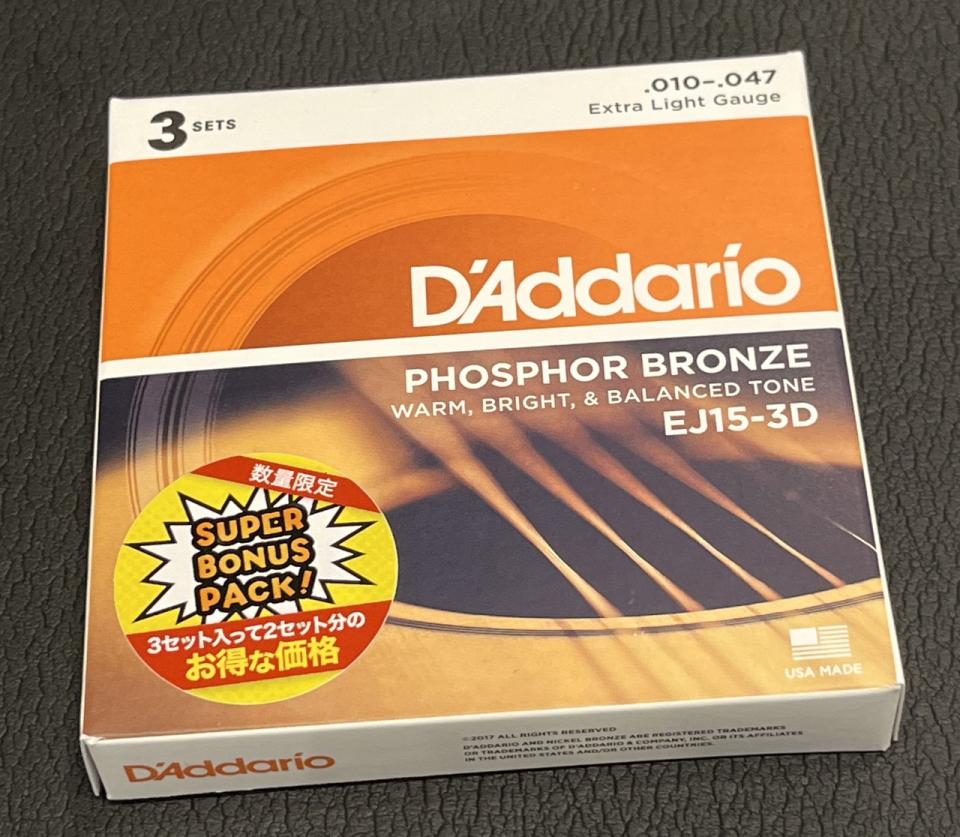 3 SETS
.010–.047
Extra Light Gauge
D'Addario
PHOSPHOR BRONZE
WARM, BRIGHT, & BALANCED TONE
EJ15-3D
数量限定
SUPER
BONUS
PACK!
3セット入って2セット分の
お得な価格
USA MADE
D'Addario
©2017 ALL RIGHTS RESERVED
D'ADDARIO AND NICKEL BRONZE ARE REGISTERED TRADEMARKS
OR TRADEMARKS OF D'ADDARIO & COMPANY, INC. OR ITS AFFILIATES
IN THE UNITED STATES AND/OR OTHER COUNTRIES.